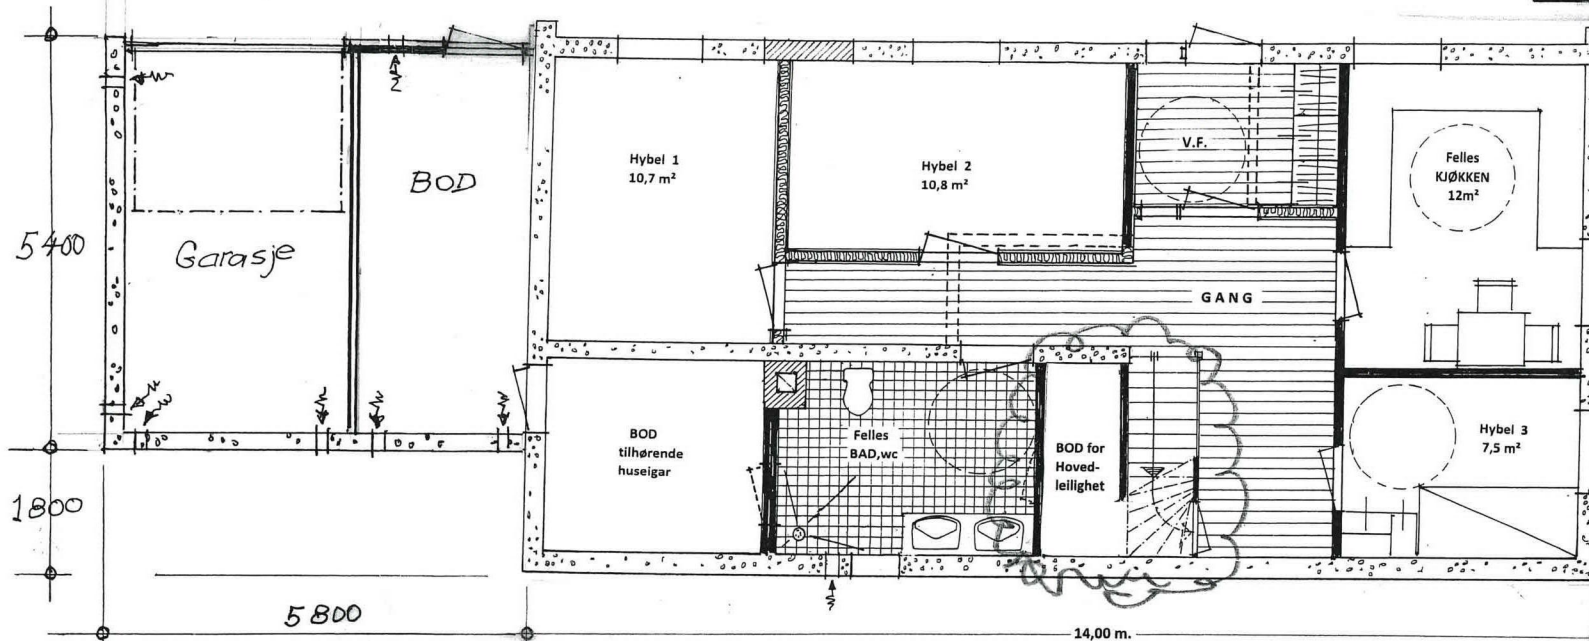 Hybel 1
10,7 m²
Hybel 2
10,8 m²
V.F.
Felles
KJØKKEN
12m²
BOD
Garasje
5400
GANG
BOD
tilhørende
huseigar
Felles
BAD,wc
BOD for
Hoved-
leilighet
Hybel 3
7,5 m²
1800
5800
14,00 m.